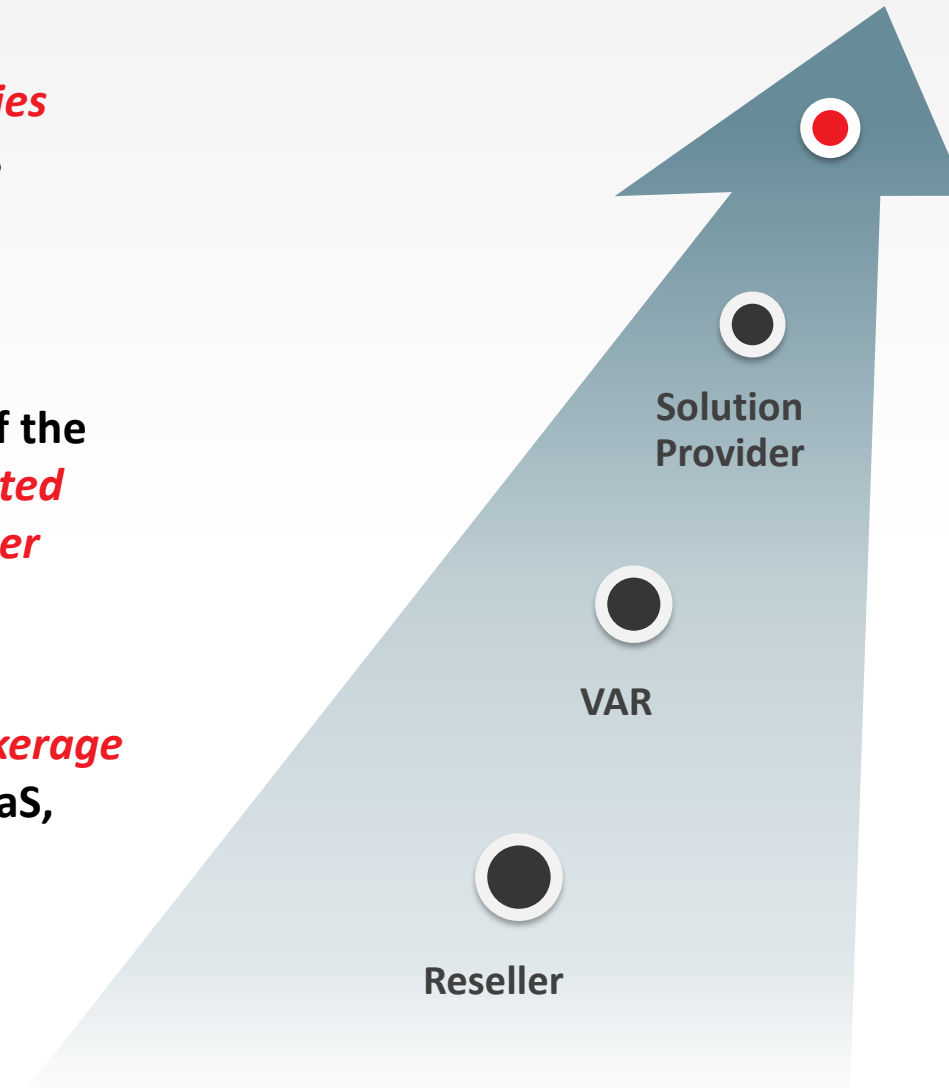 ies
f the
ted
er
kerage
aS,
Solution
Provider
VAR
Reseller